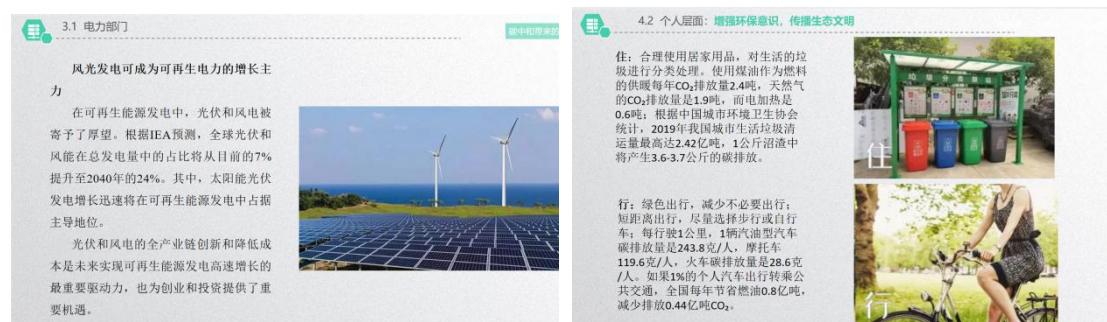 3.1 电力部门
碳中和带来的
风光发电可成为可再生电力的增长主
力
在可再生能源发电中，光伏和风电被
寄予了厚望。根据IEA预测，全球光伏和
风能在总发电量中的占比将从目前的7%
提升至2040年的24%。其中，太阳能光伏
发电增长迅速将在可再生能源发电中占据
主导地位。
光伏和风电的全产业链创新和降低成
本是未来实现可再生能源发电高速增长的
最重要驱动力，也为创业和投资提供了重
要机遇。
4.2 个人层面：增强环保意识，传播生态文明
住：合理使用居家用品，对生活的垃
圾进行分类处理。使用煤油作为燃料
的供暖每年CO₂排放量2.4吨，天然气
的CO₂排放量是1.9吨，而电加热是
0.6吨；根据中国城市环境卫生协会
统计，2019年我国城市生活垃圾清
运量最高达2.42亿吨，1公斤沼渣中
将产生3.6-3.7公斤的碳排放。
垃圾分类
住
行：绿色出行，减少不必要出行；
短距离出行，尽量选择步行或自行
车；每行驶1公里，1辆汽油型汽车
碳排放量是243.8克/人，摩托车
119.6克/人，火车碳排放量是28.6克
/人。如果1%的个人汽车出行转乘公
共交通，全国每年节省燃油0.8亿吨，
减少排放0.44亿吨CO₂。
行